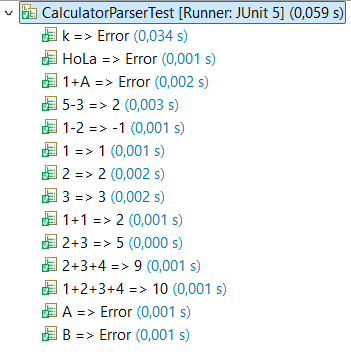 CalculatorParserTest [Runner: JUnit 5] (0,059 s)
k => Error (0,034 s)
HoLa => Error (0,001 s)
1+A => Error (0,002 s)
5-3 => 2 (0,003 s)
1-2 => -1 (0,001 s)
1 => 1 (0,001 s)
2 => 2 (0,002 s)
3 => 3 (0,002 s)
1+1 => 2 (0,001 s)
2+3 => 5 (0,000 s)
2+3+4 => 9 (0,001 s)
1+2+3+4 => 10 (0,001 s)
A => Error (0,001 s)
B => Error (0,001 s)